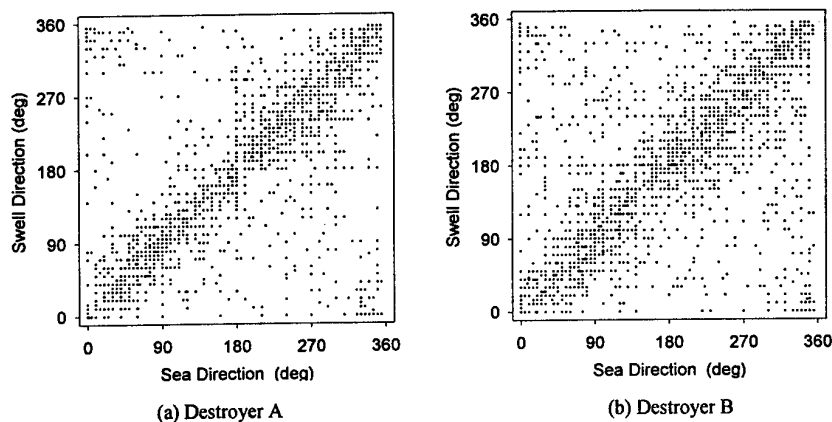 360
270
180
90
0
Swell Direction (deg)
0 90 180 270 360
Sea Direction (deg)
(a) Destroyer A
360
270
180
90
0
Swell Direction (deg)
0 90 180 270 360
Sea Direction (deg)
(b) Destroyer B